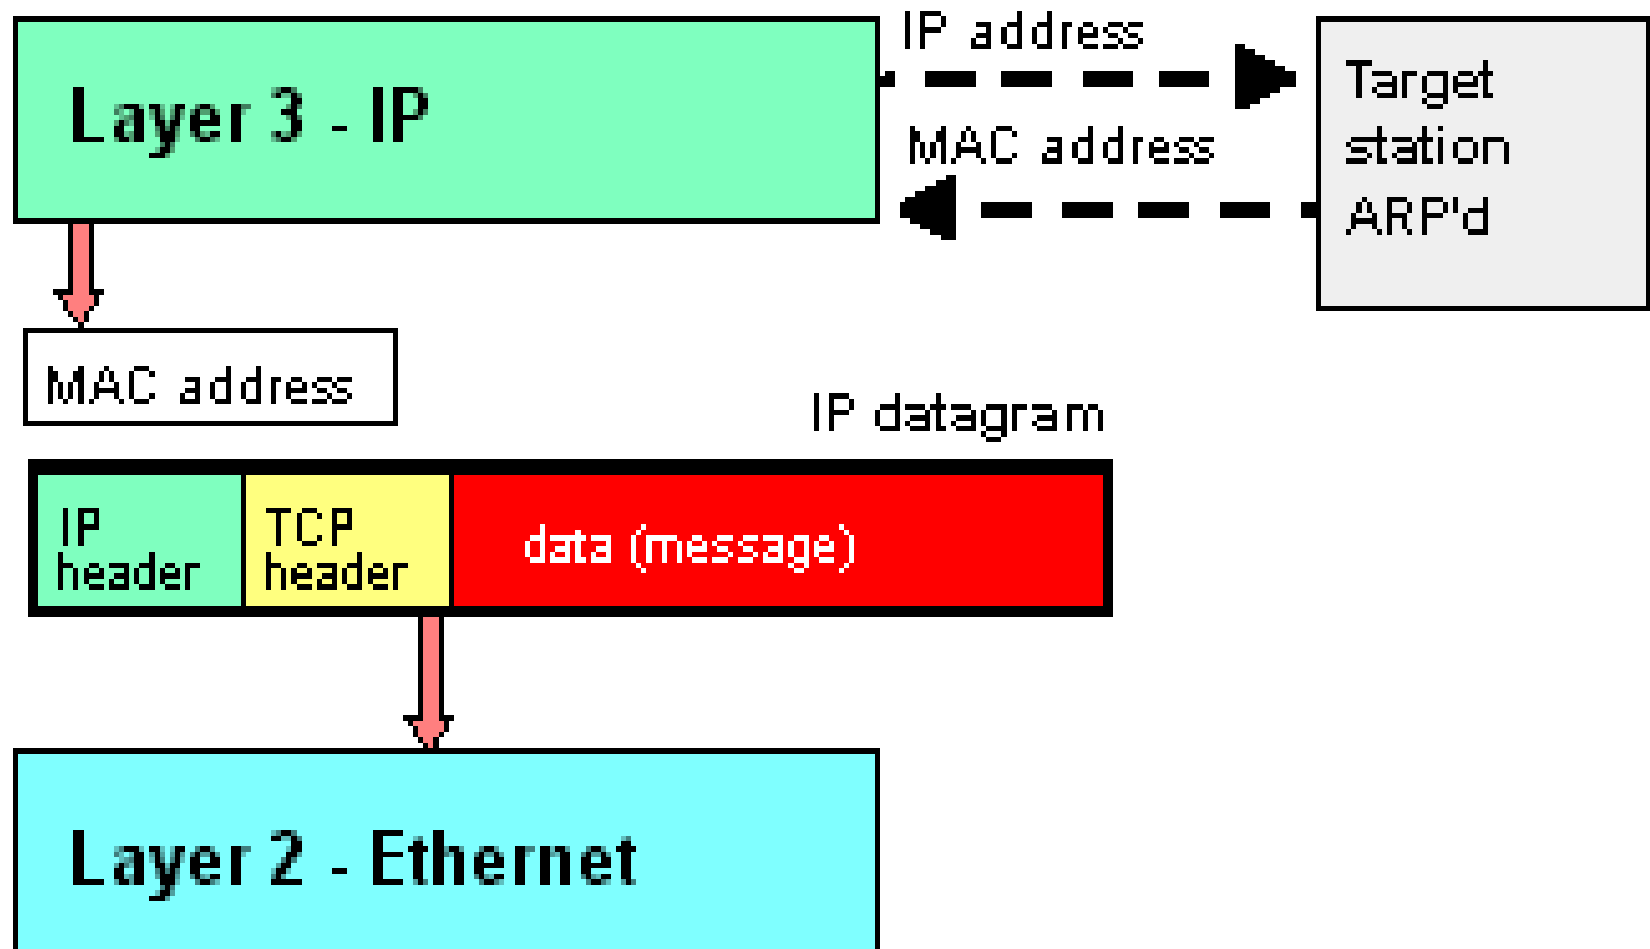 Layer 3 - IP
IP address
MAC address
Target
station
ARP'd
MAC address
IP datagram
IP
header
TCP
header
data (message)
Layer 2 - Ethernet